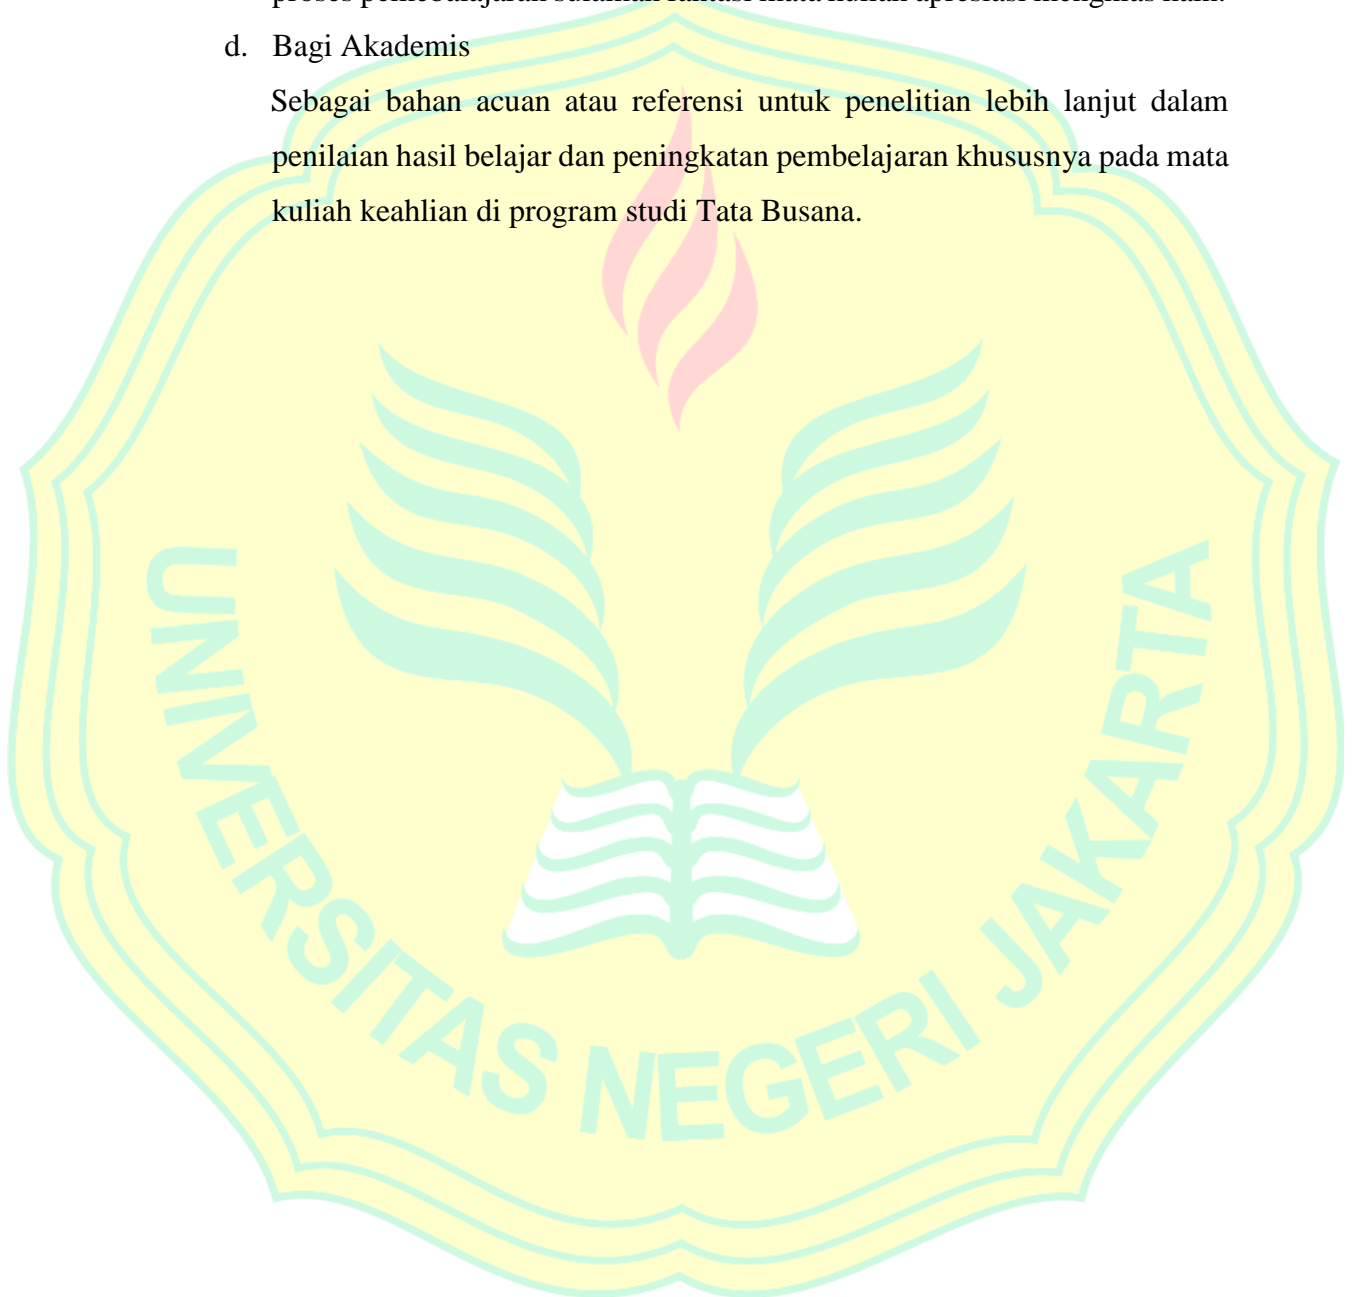 d. Bagi Akademis
Sebagai bahan acuan atau referensi untuk penelitian lebih lanjut dalam
penilaian hasil belajar dan peningkatan pembelajaran khususnya pada mata
kuliah keahlian di program studi Tata Busana.
UNIVERSITAS NEGERI JAKARTA